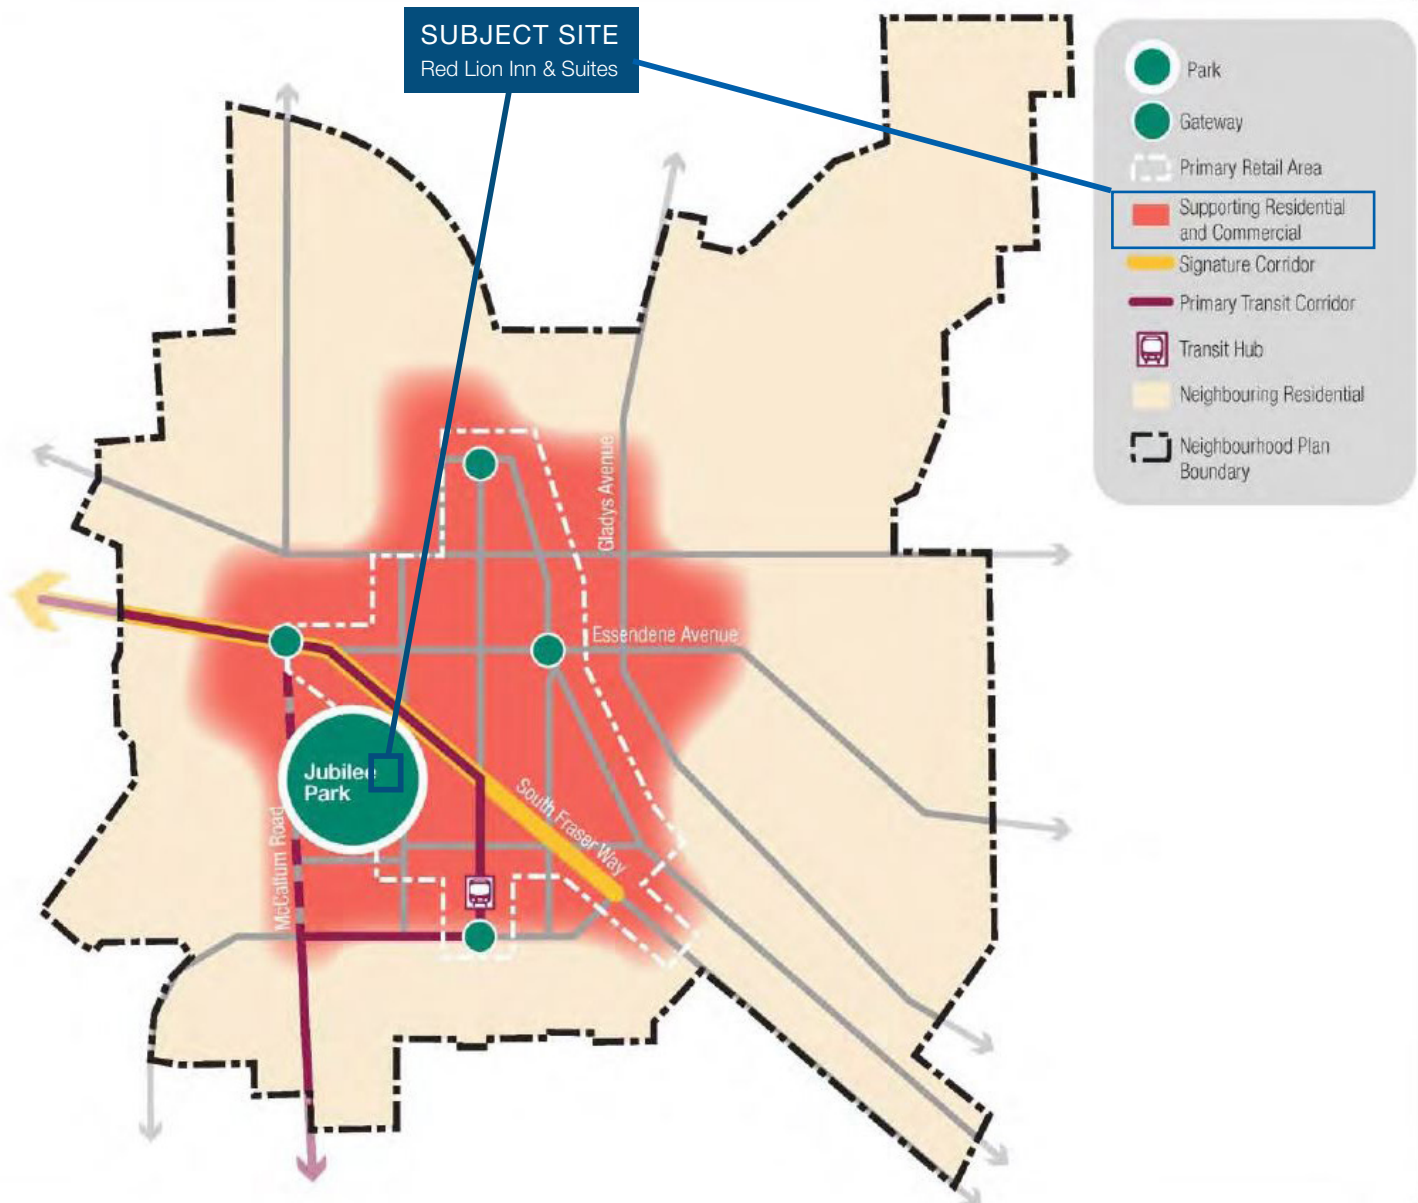 SUBJECT SITE
Red Lion Inn & Suites
Park
Gateway
Primary Retail Area
Supporting Residential
and Commercial
Signature Corridor
Primary Transit Corridor
Transit Hub
Neighbouring Residential
Neighbourhood Plan
Boundary
Gladys Avenue
Essendene Avenue
Jubilee
Park
South Fraser Way
McCallum Road